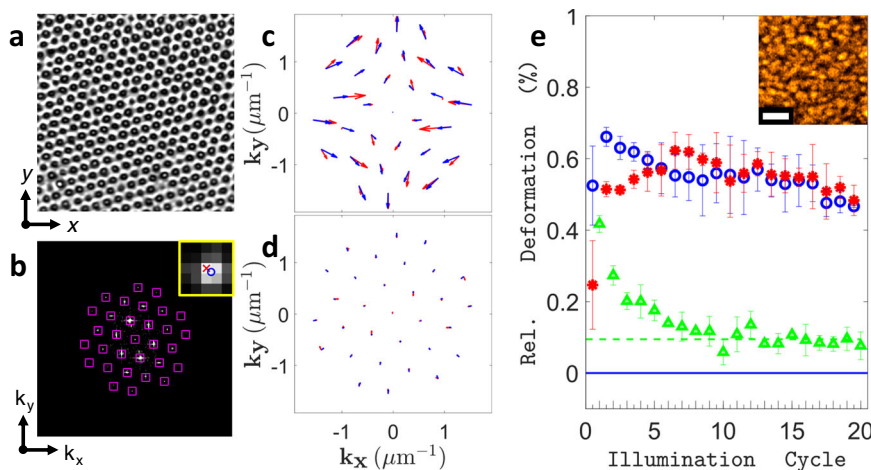 a
y
x
b
k_y
k_x
c
k_y (μm⁻¹)
1
0
-1
d
k_y (μm⁻¹)
1
0
-1
-1 0 1
k_x (μm⁻¹)
e
Rel. Deformation (%)
1
0.8
0.6
0.4
0.2
0
0 5 10 15 20
Illumination Cycle